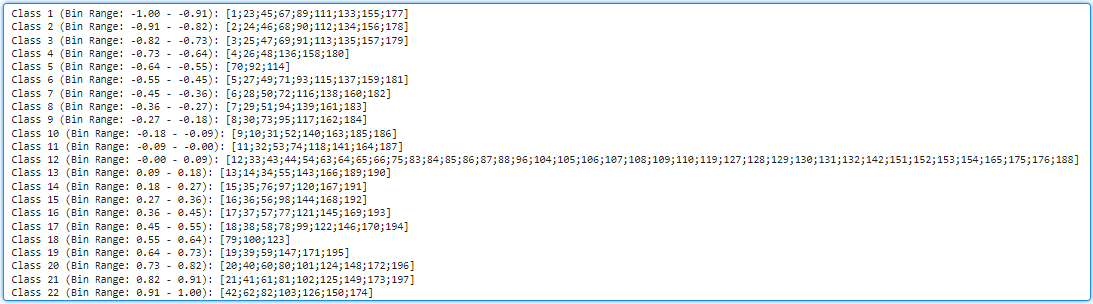 Class 1 (Bin Range: -1.00 - -0.91): [1;23;45;67;89;111;133;155;177]
Class 2 (Bin Range: -0.91 - -0.82): [2;24;46;68;90;112;134;156;178]
Class 3 (Bin Range: -0.82 - -0.73): [3;25;47;69;91;113;135;157;179]
Class 4 (Bin Range: -0.73 - -0.64): [4;26;48;136;158;180]
Class 5 (Bin Range: -0.64 - -0.55): [70;92;114]
Class 6 (Bin Range: -0.55 - -0.45): [5;27;49;71;93;115;137;159;181]
Class 7 (Bin Range: -0.45 - -0.36): [6;28;50;72;116;138;160;182]
Class 8 (Bin Range: -0.36 - -0.27): [7;29;51;94;139;161;183]
Class 9 (Bin Range: -0.27 - -0.18): [8;30;73;95;117;162;184]
Class 10 (Bin Range: -0.18 - -0.09): [9;10;31;52;140;163;185;186]
Class 11 (Bin Range: -0.09 - -0.00): [11;32;53;74;118;141;164;187]
Class 12 (Bin Range: -0.00 - 0.09): [12;33;43;44;54;63;64;65;66;75;83;84;85;86;87;88;96;104;105;106;107;108;109;110;119;127;128;129;130;131;132;142;151;152;153;154;165;175;176;188]
Class 13 (Bin Range: 0.09 - 0.18): [13;14;34;55;143;166;189;190]
Class 14 (Bin Range: 0.18 - 0.27): [15;35;76;97;120;167;191]
Class 15 (Bin Range: 0.27 - 0.36): [16;36;56;98;144;168;192]
Class 16 (Bin Range: 0.36 - 0.45): [17;37;57;77;121;145;169;193]
Class 17 (Bin Range: 0.45 - 0.55): [18;38;58;78;99;122;146;170;194]
Class 18 (Bin Range: 0.55 - 0.64): [79;100;123]
Class 19 (Bin Range: 0.64 - 0.73): [19;39;59;147;171;195]
Class 20 (Bin Range: 0.73 - 0.82): [20;40;60;80;101;124;148;172;196]
Class 21 (Bin Range: 0.82 - 0.91): [21;41;61;81;102;125;149;173;197]
Class 22 (Bin Range: 0.91 - 1.00): [42;62;82;103;126;150;174]